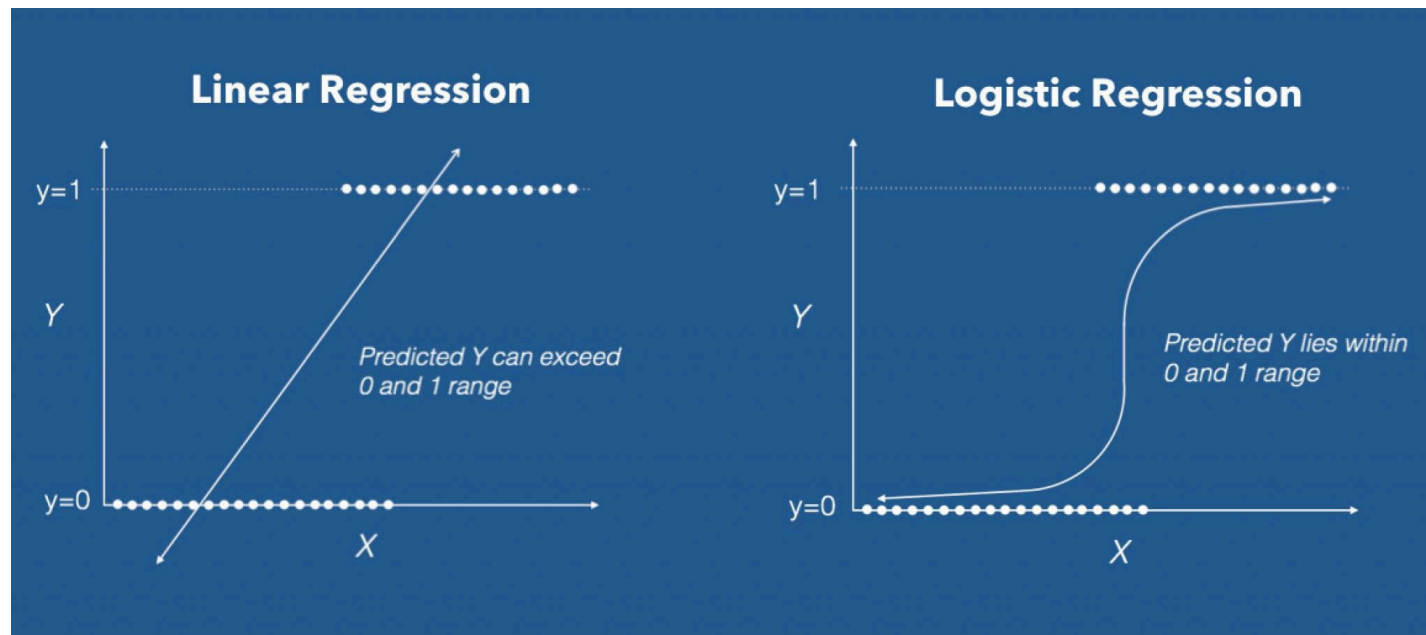 Linear Regression
y=1
Y
Predicted Y can exceed
0 and 1 range
y=0
X
Logistic Regression
y=1
Y
Predicted Y lies within
0 and 1 range
y=0
X